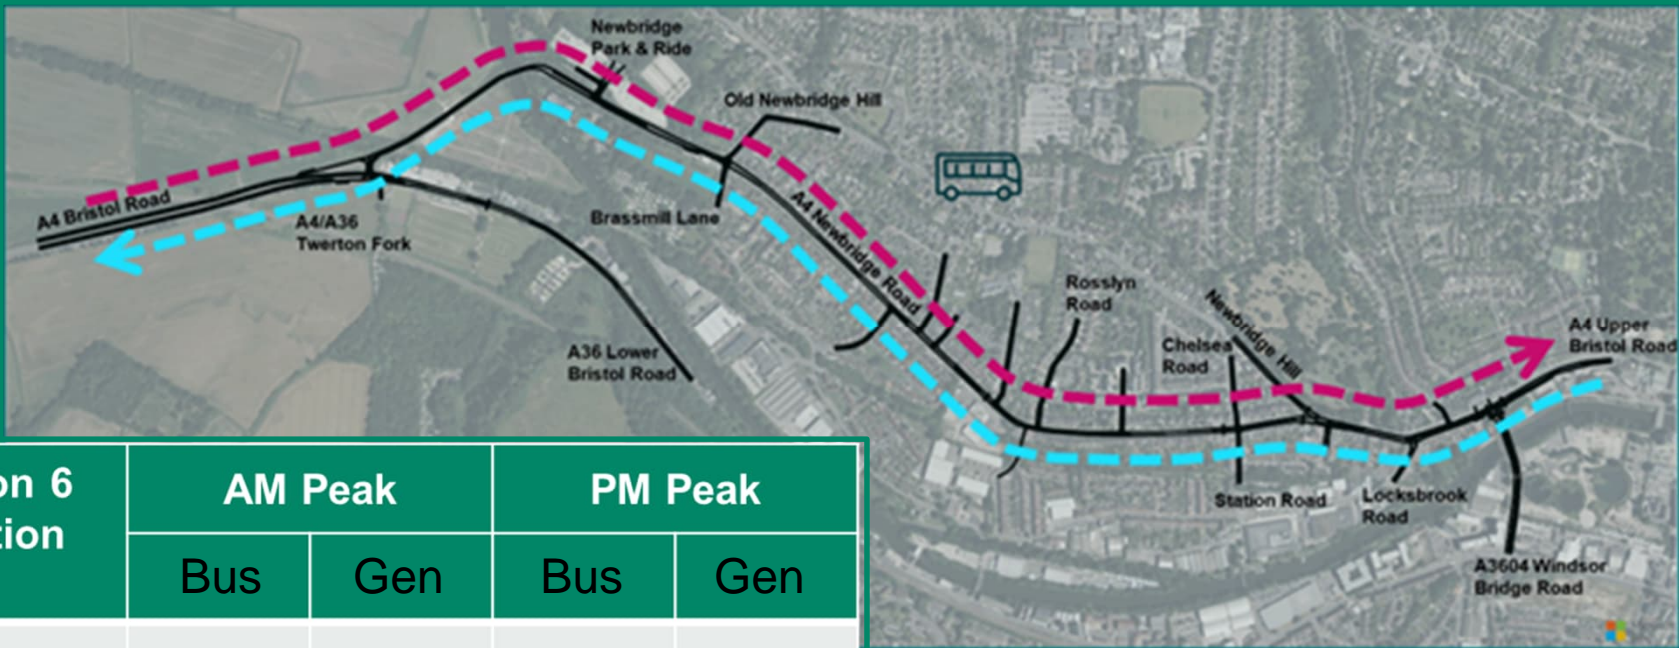 Newbridge
Park & Ride
Old Newbridge Hill
A4 Bristol Road
A4/A36
Twerton Fork
Brassmill Lane
A4 Newbridge Road
A36 Lower
Bristol Road
Rosslyn
Road
Chelsea
Road
Newbridge Hill
A4 Upper
Bristol Road
Station Road
Locksbrook
Road
A3604 Windsor
Bridge Road
on 6
tion
AM Peak
PM Peak
Bus
Gen
Bus
Gen